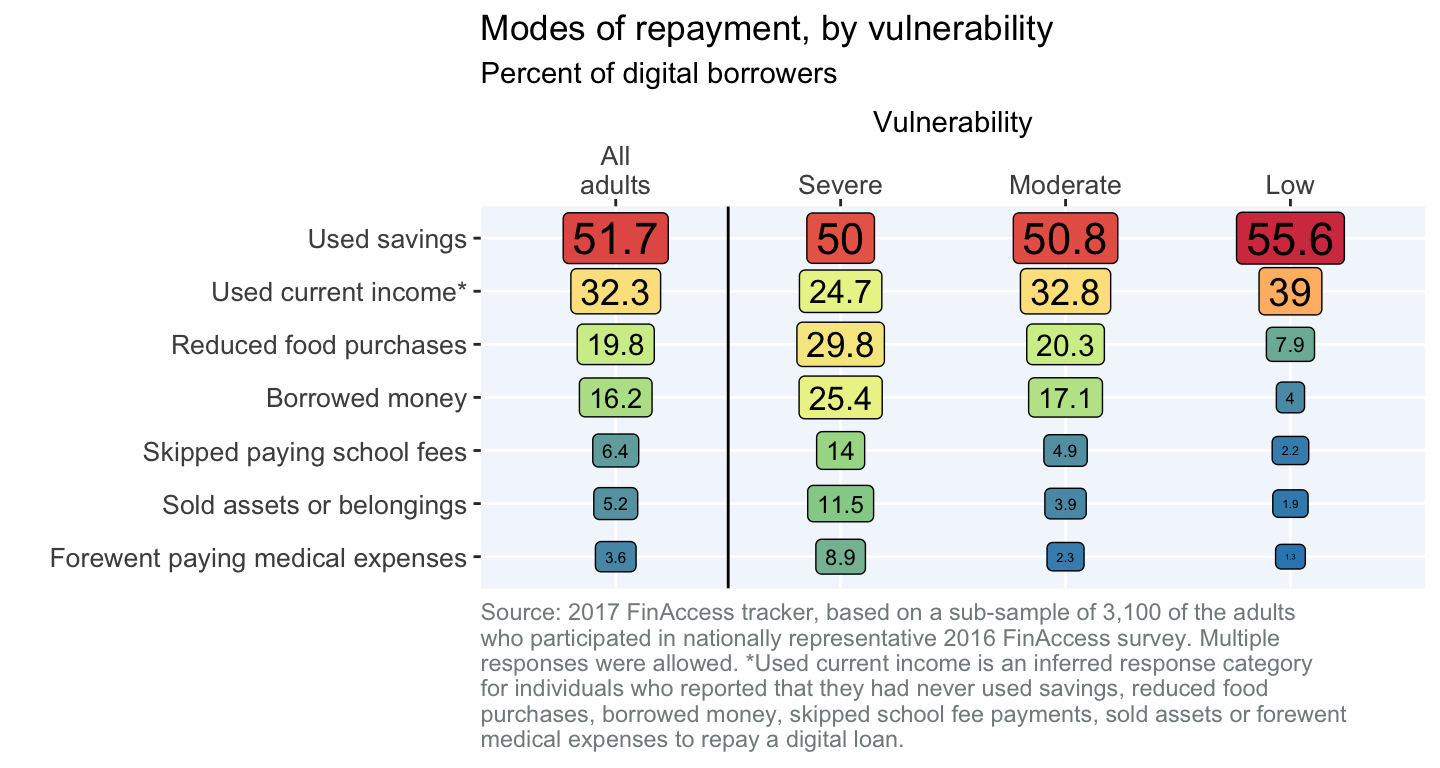 Modes of repayment, by vulnerability
Percent of digital borrowers
Vulnerability
All
adults
Severe Moderate Low
Used savings 51.7 50 50.8 55.6
Used current income* 32.3 24.7 32.8 39
Reduced food purchases 19.8 29.8 20.3 7.9
Borrowed money 16.2 25.4 17.1 4
Skipped paying school fees 6.4 14 4.9 2.2
Sold assets or belongings 5.2 11.5 3.9 1.9
Forewent paying medical expenses 3.6 8.9 2.3 1.3
Source: 2017 FinAccess tracker, based on a sub-sample of 3,100 of the adults
who participated in nationally representative 2016 FinAccess survey. Multiple
responses were allowed. *Used current income is an inferred response category
for individuals who reported that they had never used savings, reduced food
purchases, borrowed money, skipped school fee payments, sold assets or forewent
medical expenses to repay a digital loan.